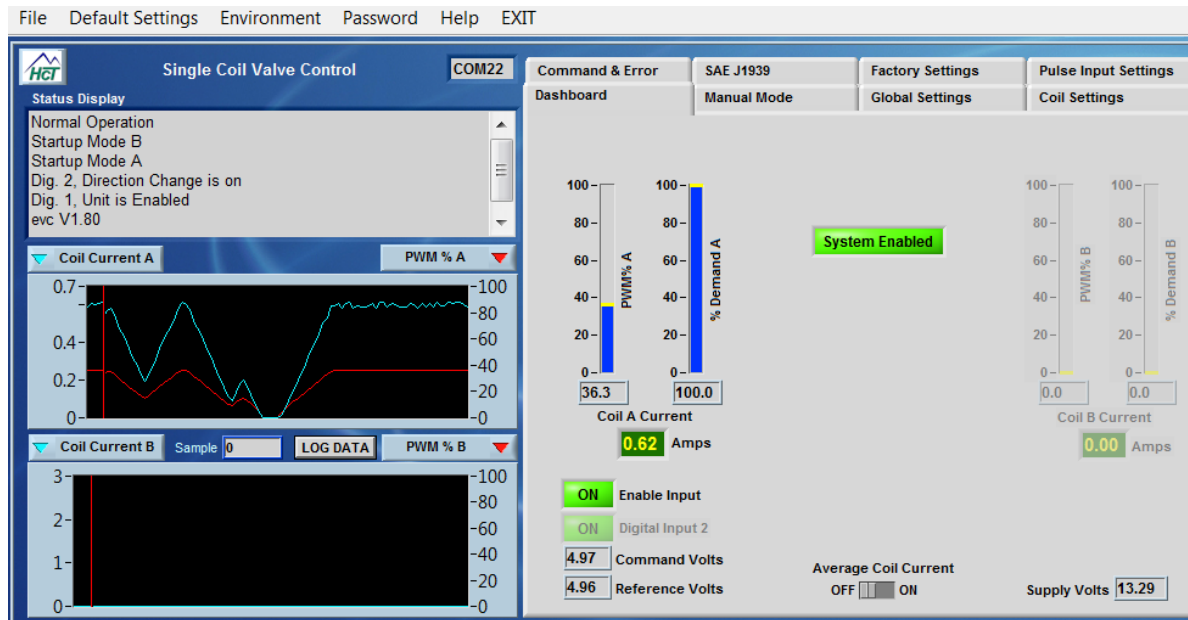 File Default Settings Environment Password Help EXIT
HCT
Single Coil Valve Control
COM22
Status Display
Normal Operation
Startup Mode B
Startup Mode A
Dig. 2, Direction Change is on
Dig. 1, Unit is Enabled
evc V1.80
Coil Current A
PWM % A
0.7
0.4
0.2
0
100
80
60
40
20
0
Coil Current B
Sample 0
LOG DATA
PWM % B
3
2
1
0
100
80
60
40
20
0
Command & Error SAE J1939 Factory Settings Pulse Input Settings
Dashboard Manual Mode Global Settings Coil Settings
100
80
60
40
20
0
PWM% A
36.3
100
80
60
40
20
0
% Demand A
100.0
Coil A Current
0.62 Amps
System Enabled
100
80
60
40
20
0
PWM% B
0.0
100
80
60
40
20
0
% Demand B
0.0
Coil B Current
0.00 Amps
ON Enable Input
ON Digital Input 2
4.97 Command Volts
4.96 Reference Volts
Average Coil Current
OFF ON
Supply Volts 13.29